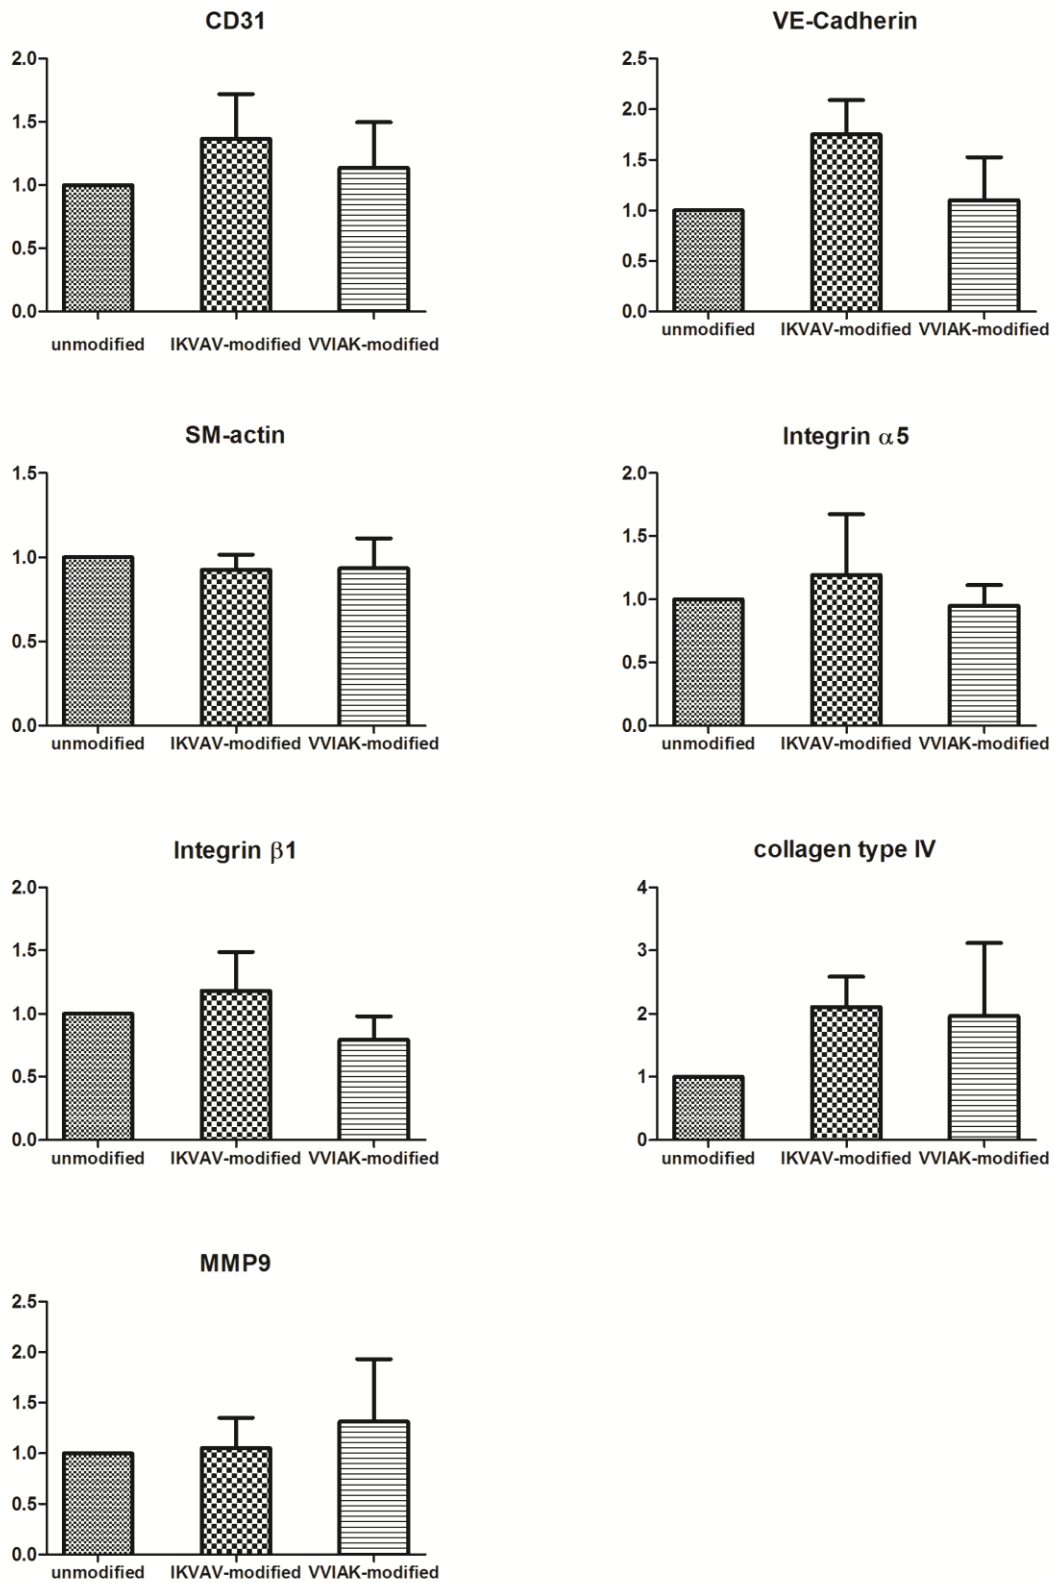 CD31
2.0
1.5
1.0
0.5
0.0
unmodified IKVAV-modified VVIAK-modified
VE-Cadherin
2.5
2.0
1.5
1.0
0.5
0.0
unmodified IKVAV-modified VVIAK-modified
SM-actin
1.5
1.0
0.5
0.0
unmodified IKVAV-modified VVIAK-modified
Integrin α5
2.0
1.5
1.0
0.5
0.0
unmodified IKVAV-modified VVIAK-modified
Integrin β1
2.0
1.5
1.0
0.5
0.0
unmodified IKVAV-modified VVIAK-modified
collagen type IV
4
3
2
1
0
unmodified IKVAV-modified VVIAK-modified
MMP9
2.5
2.0
1.5
1.0
0.5
0.0
unmodified IKVAV-modified VVIAK-modified